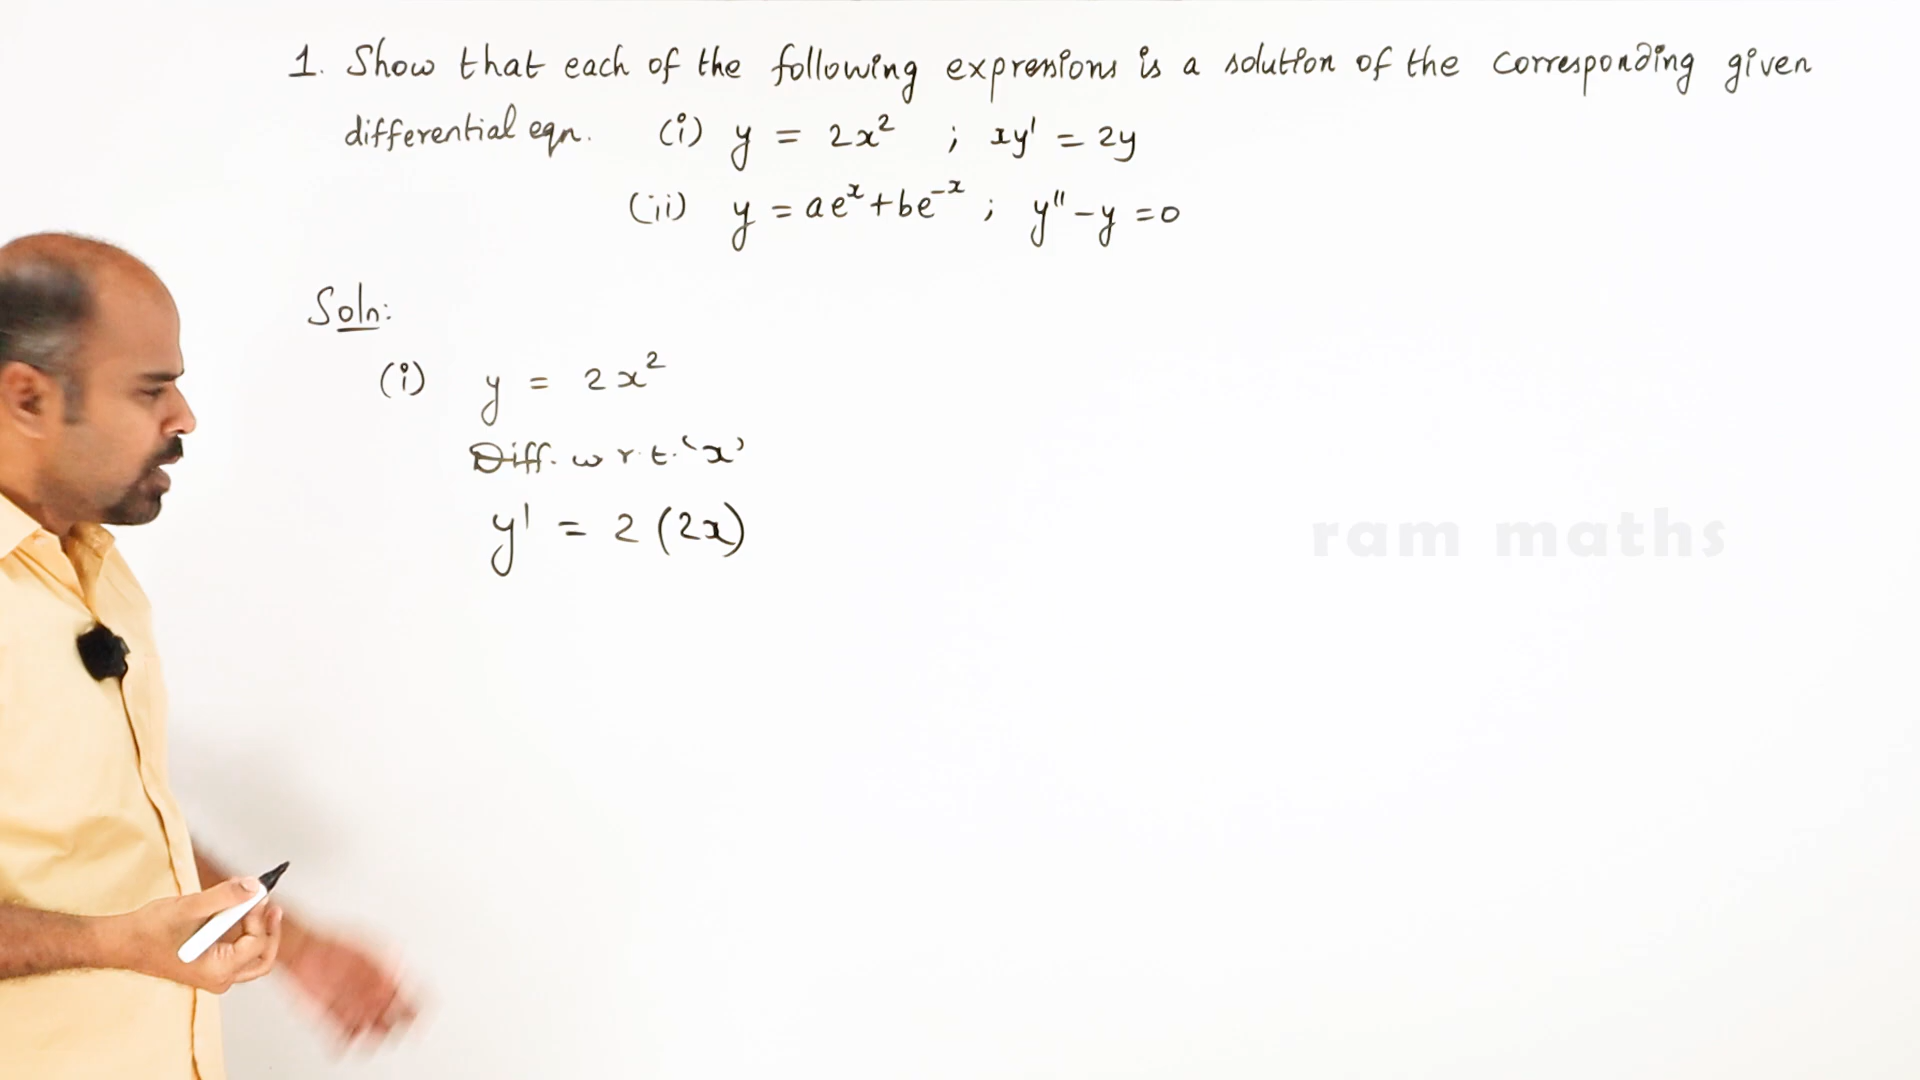 1. Show that each of the following expressions is a solution of the corresponding given
differential eqn. (i) y = 2x² ; xy' = 2y
(ii) y = ae^x + be^-x ; y'' - y = 0
Soln:
(i) y = 2x²
Diff. w r.t. 'x'
y' = 2 (2x)
ram maths